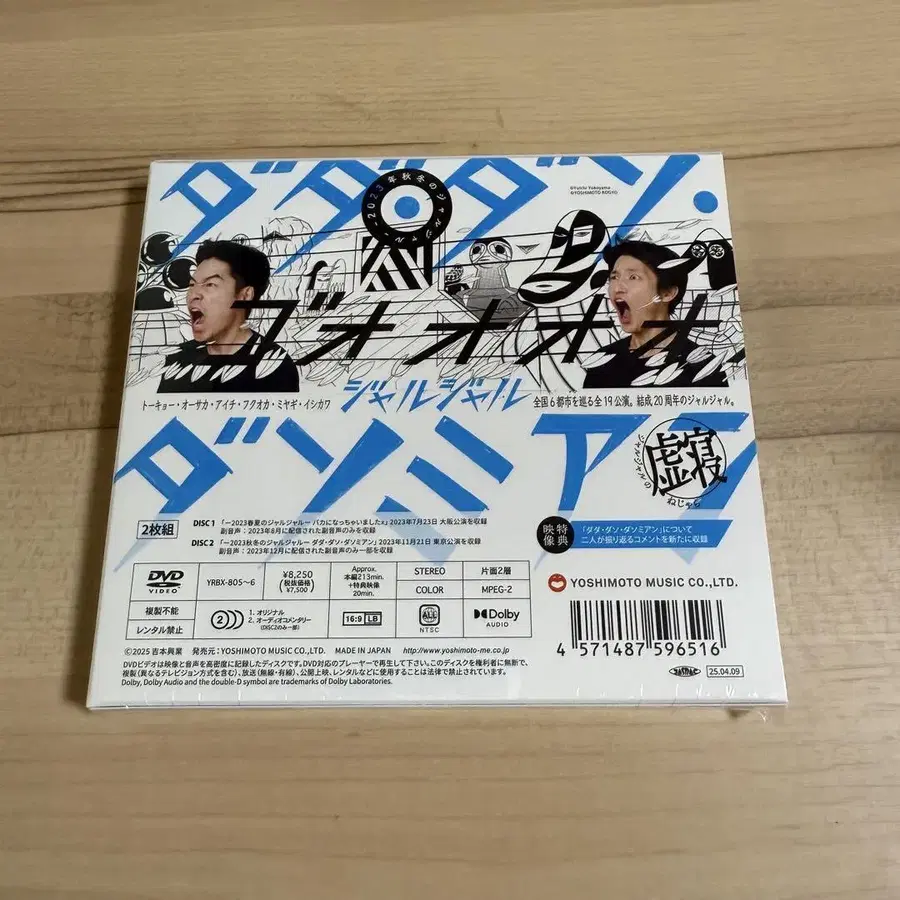 ダダ・ダン・
©Yuichi Yokoyama
©YOSHIMOTO KOGYO
-2023年秋冬のジャルジャル-
ゴオオオオオ
トーキョー・オーサカ・アイチ・フクオカ・ミヤギ・イシカワ
ジャルジャル
全国6都市を巡る全19公演。結成20周年のジャルジャル。
ダソミアン
ジャルジャルの
虚寝
ねじゃら
2枚組
DISC 1 「―2023春夏のジャルジャルー バカになっちゃいましたx」2023年7月23日 大阪公演を収録
副音声：2023年8月に配信された副音声のみを収録
DISC 2 「―2023秋冬のジャルジャルー ダダ・ダソ・ダソミアン」2023年11月21日 東京公演を収録
副音声：2023年12月に配信された副音声のみ一部を収録
特典映像
「ダダ・ダソ・ダソミアン」について
二人が振り返るコメントを新たに収録
DVD VIDEO
YRBX-805〜6
¥8,250
(税抜価格)
¥7,500
Approx.
本編213min.
+特典映像
20min.
STEREO
片面2層
COLOR
MPEG-2
複製不能
レンタル禁止
2
1. オリジナル
2. オーディオコメンタリー
(DISC2のみ一部)
16:9 LB
ALL
NTSC
Dolby
AUDIO
YOSHIMOTO MUSIC CO.,LTD.
4 571487 596516
©2025 吉本興業 発売元：YOSHIMOTO MUSIC CO.,LTD. MADE IN JAPAN http://www.yoshimoto-me.co.jp
DVDビデオは映像と音声を高密度に記録したディスクです。DVD対応のプレーヤーで再生して下さい。このディスクを権利者に無断で、
複製(異なるテレビジョン方式を含む)、放送(無線・有線)、公開上映、レンタルなどに使用することは法律で禁止されています。
Dolby, Dolby Audio and the double-D symbol are trademarks of Dolby Laboratories.
JASRAC
25.04.09